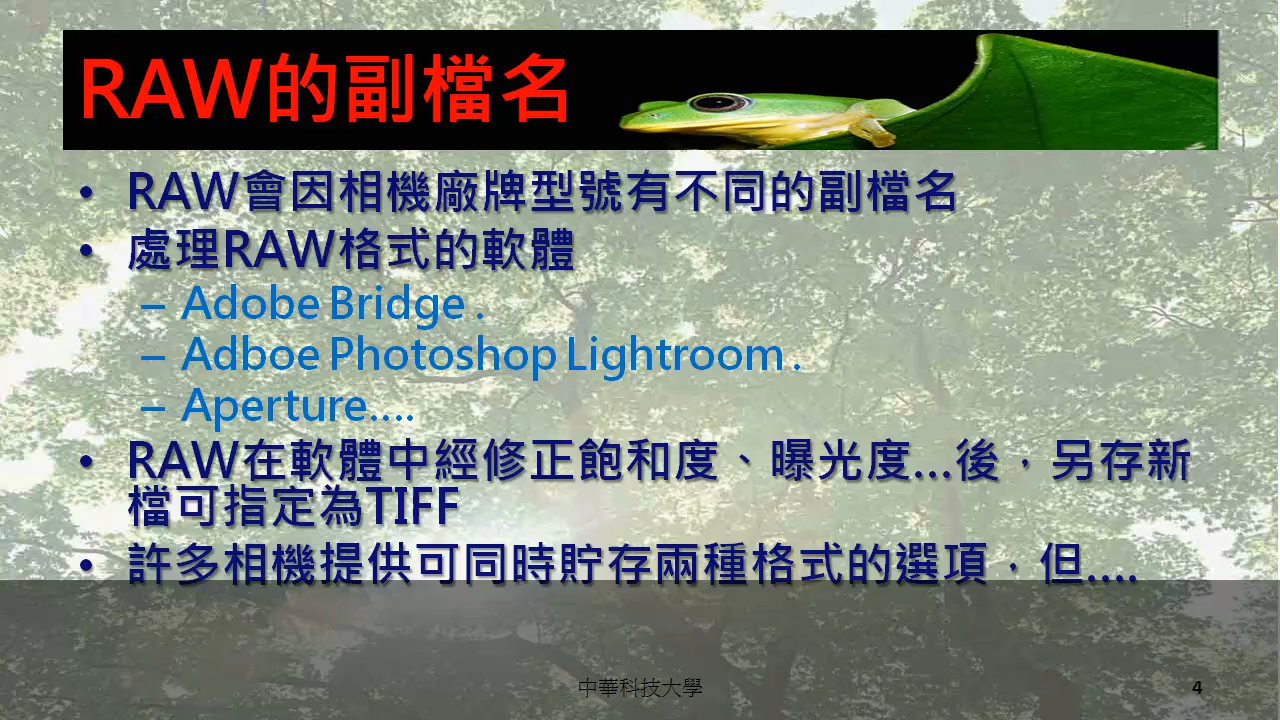 RAW的副檔名
• RAW會因相機廠牌型號有不同的副檔名
• 處理RAW格式的軟體
– Adobe Bridge .
– Adboe Photoshop Lightroom .
– Aperture….
• RAW在軟體中經修正飽和度、曝光度…後，另存新
檔可指定為TIFF
• 許多相機提供可同時貯存兩種格式的選項，但….
中華科技大學
4